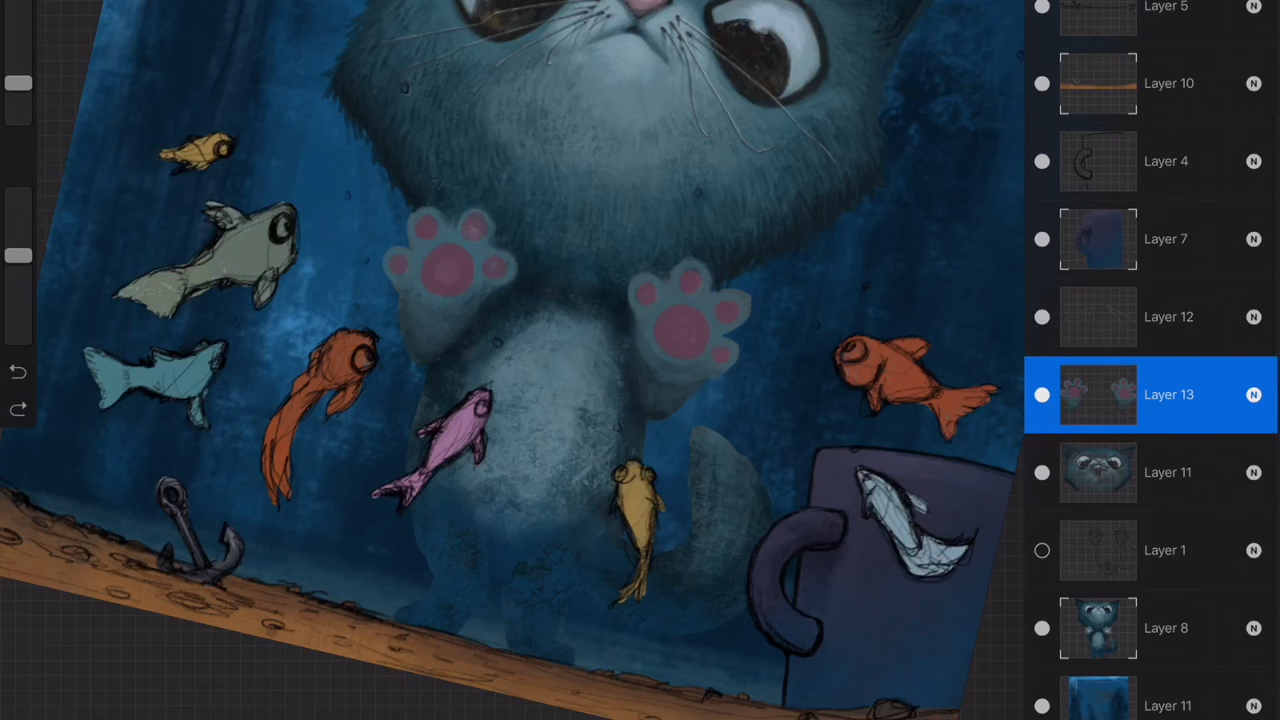 Layer 5 N
Layer 10 N
Layer 4 N
Layer 7 N
Layer 12 N
Layer 13 N
Layer 11 N
Layer 1 N
Layer 8 N
Layer 11 N